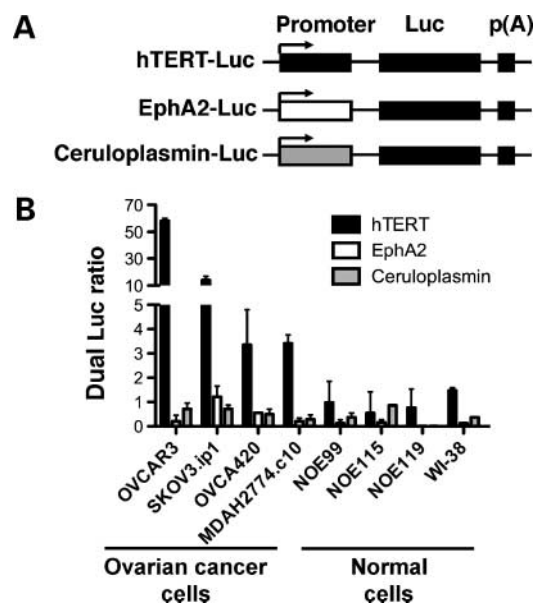 A
Promoter Luc p(A)
hTERT-Luc
EphA2-Luc
Ceruloplasmin-Luc
B
Dual Luc ratio
70
50
30
10
5
4
3
2
1
0
hTERT
EphA2
Ceruloplasmin
OVCAR3
SKOV3.ip1
OVCA420
MDAH2774.c10
NOE99
NOE115
NOE119
WI-38
Ovarian cancer
cells
Normal
cells